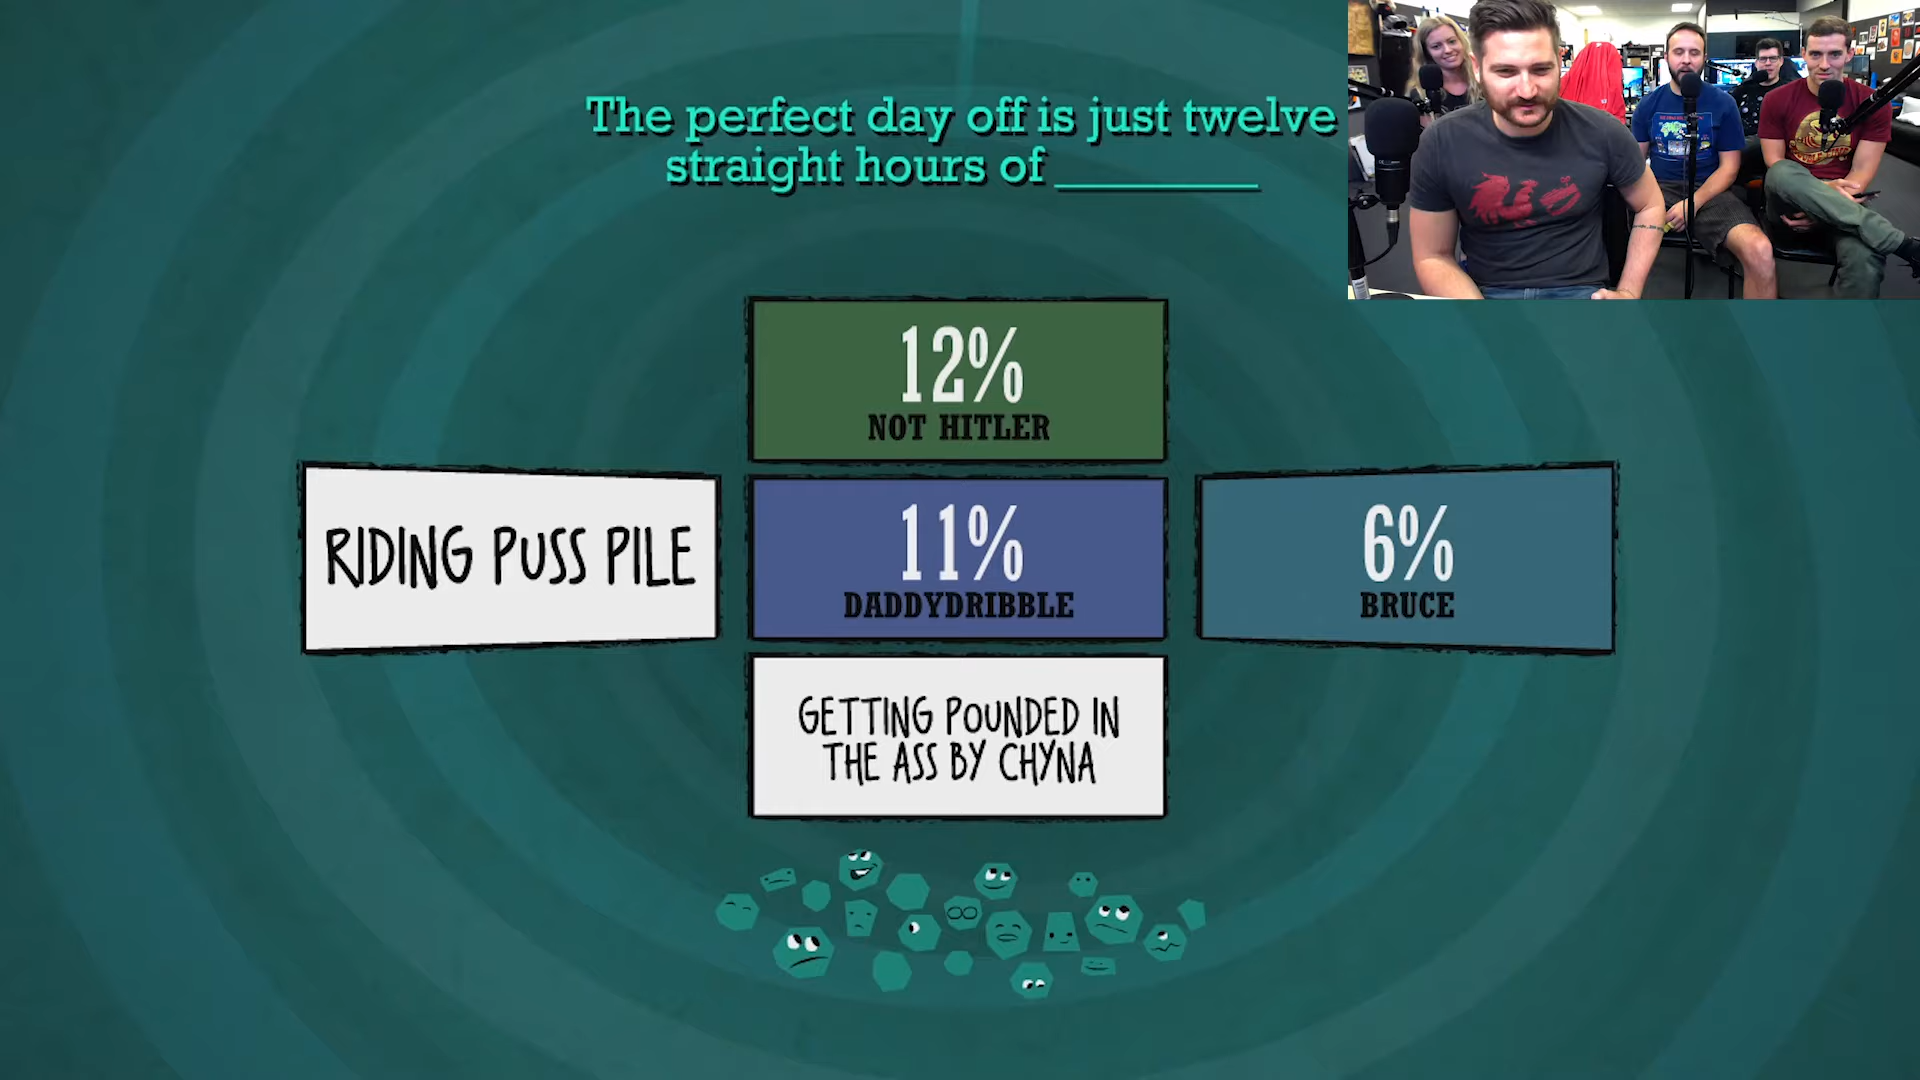 The perfect day off is just twelve
straight hours of ________
12%
NOT HITLER
RIDING PUSS PILE
11%
DADDYDRIBBLE
6%
BRUCE
GETTING POUNDED IN
THE ASS BY CHYNA